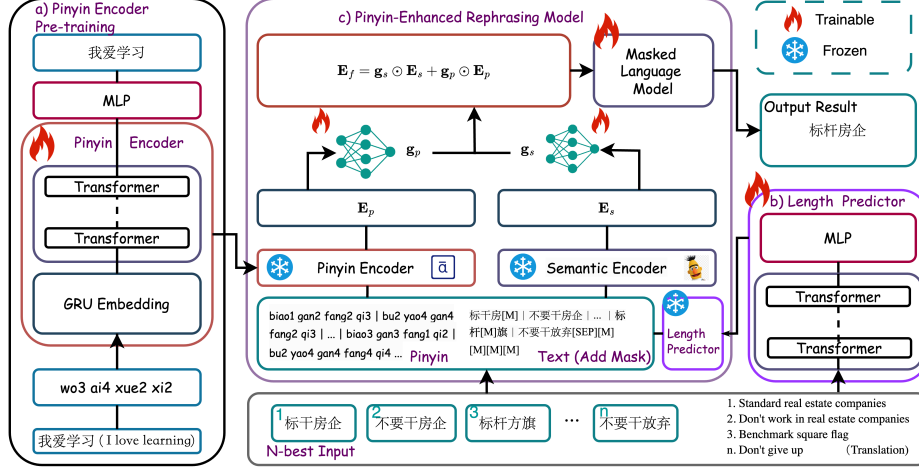 a) Pinyin Encoder
Pre-training
我爱学习
MLP
Pinyin Encoder
Transformer
Transformer
GRU Embedding
wo3 ai4 xue2 xi2
我爱学习 (I love learning)
c) Pinyin-Enhanced Rephrasing Model
E_f = g_s ⊙ E_s + g_p ⊙ E_p
Masked
Language
Model
g_p
g_s
E_p
E_s
Pinyin Encoder
ā
Semantic Encoder
biao1 gan2 fang2 qi3 | bu2 yao4 gan4
fang2 qi3 | ... | biao3 gan3 fang1 qi2 |
bu2 yao4 gan4 fang4 qi4 ...
Pinyin
标干房[M] | 不要干房企 | ... | 标
杆[M]旗 | 不要干放弃[SEP][M]
[M][M][M]
Text (Add Mask)
Length
Predictor
Trainable
Frozen
Output Result
标杆房企
b) Length Predictor
MLP
Transformer
Transformer
1 标干房企
2 不要干房企
3 标杆方旗
...
n 不要干放弃
N-best Input
1. Standard real estate companies
2. Don't work in real estate companies
3. Benchmark square flag
n. Don't give up (Translation)